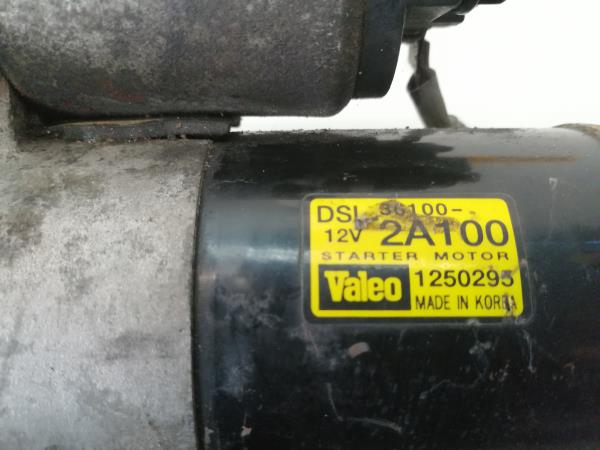 DSL 36100-
12V 2A100
STARTER MOTOR
Valeo 1250295
MADE IN KOREA